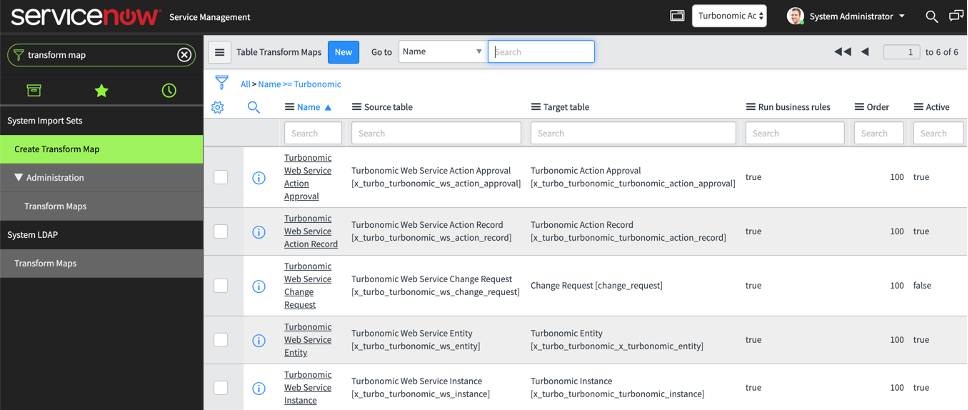 servicenow Service Management
Turbonomic Ac
System Administrator
transform map
System Import Sets
Create Transform Map
Administration
Transform Maps
System LDAP
Transform Maps
Table Transform Maps New Go to Name Search 1 to 6 of 6
All > Name >= Turbonomic
Name Source table Target table Run business rules Order Active
Search Search Search Search Search Search
Turbonomic
Web Service
Action
Approval
Turbonomic Web Service Action Approval
[x_turbo_turbonomic_ws_action_approval]
Turbonomic Action Approval
[x_turbo_turbonomic_turbonomic_action_approval]
true 100 true
Turbonomic
Web Service
Action Record
Turbonomic Web Service Action Record
[x_turbo_turbonomic_ws_action_record]
Turbonomic Action Record
[x_turbo_turbonomic_turbonomic_action_record]
true 100 true
Turbonomic
Web Service
Change
Request
Turbonomic Web Service Change Request
[x_turbo_turbonomic_ws_change_request]
Change Request [change_request]
true 100 false
Turbonomic
Web Service
Entity
Turbonomic Web Service Entity
[x_turbo_turbonomic_ws_entity]
Turbonomic Entity
[x_turbo_turbonomic_x_turbonomic_entity]
true 100 true
Turbonomic
Web Service
Instance
Turbonomic Web Service Instance
[x_turbo_turbonomic_ws_instance]
Turbonomic Instance
[x_turbo_turbonomic_turbonomic_instance]
true 100 true